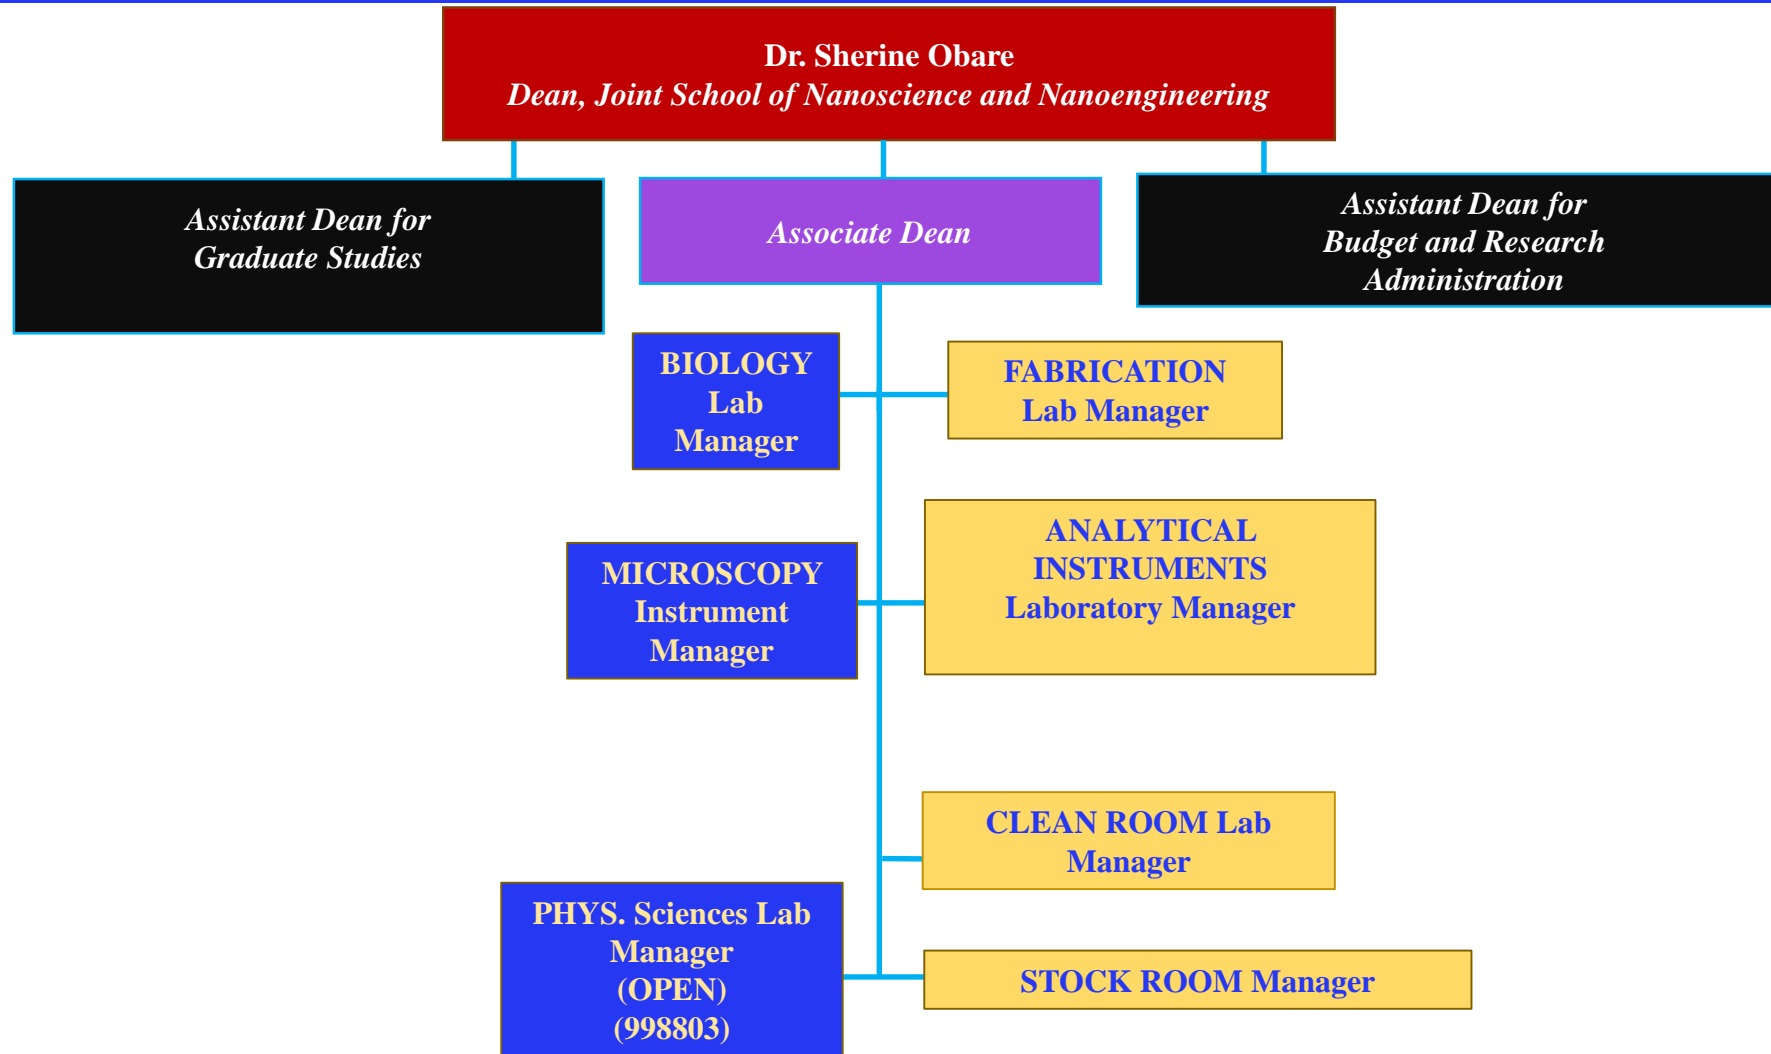 Dr. Sherine Obare
Dean, Joint School of Nanoscience and Nanoengineering
Assistant Dean for
Graduate Studies
Associate Dean
Assistant Dean for
Budget and Research
Administration
BIOLOGY
Lab
Manager
FABRICATION
Lab Manager
MICROSCOPY
Instrument
Manager
ANALYTICAL
INSTRUMENTS
Laboratory Manager
CLEAN ROOM Lab
Manager
PHYS. Sciences Lab
Manager
(OPEN)
(998803)
STOCK ROOM Manager